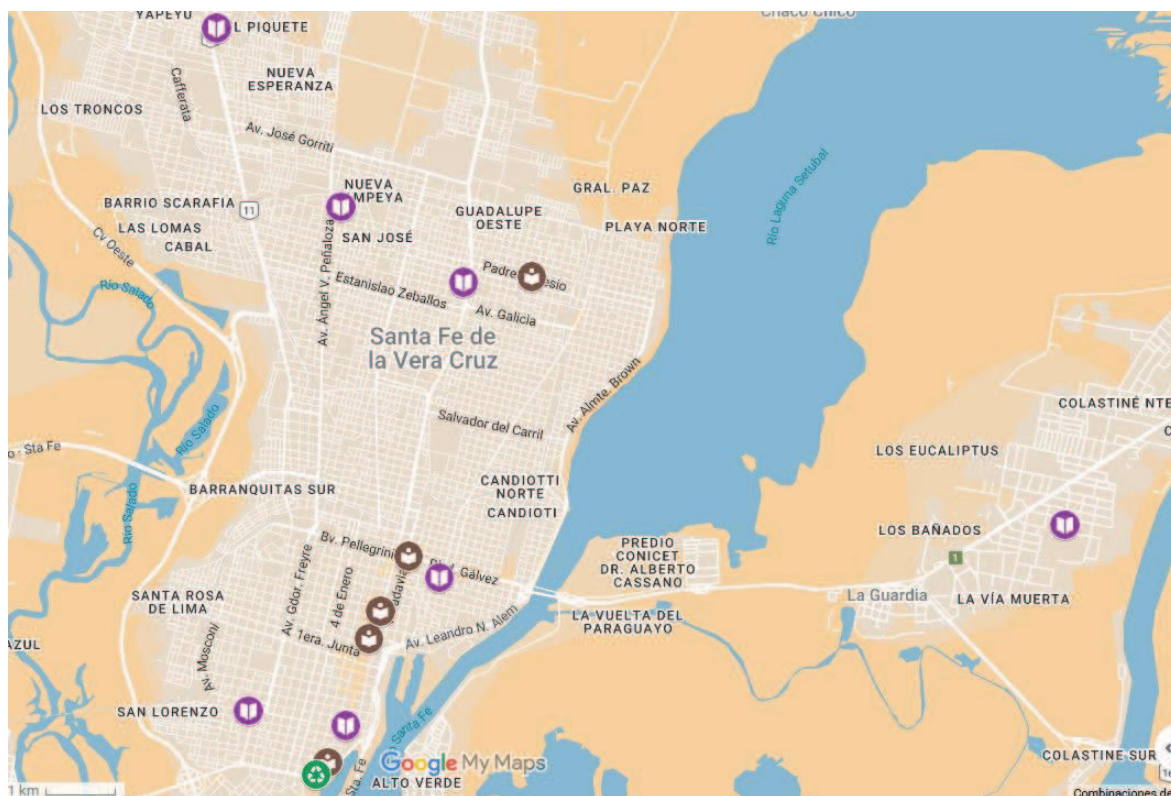 YAPEYÚ
Chaco Chico
L PIQUETE
NUEVA
ESPERANZA
Cafferata
LOS TRONCOS
Av. José Gorriti
Río Laguna Setubal
NUEVA
MPEYA
GRAL. PAZ
BARRIO SCARAFIA
11
GUADALUPE
OESTE
LAS LOMAS
CABAL
PLAYA NORTE
SAN JOSÉ
Cv Oeste
Av. Ángel V. Peñaloza
Padre
esio
Río Salado
Estanislao Zeballos
Av. Galicia
Santa Fe de
la Vera Cruz
Av. Almte. Brown
COLASTINÉ NTE
Salvador del Carril
Río Salado
o - Sta Fe
LOS EUCALIPTUS
BARRANQUITAS SUR
CANDIOTTI
NORTE
CANDIOTI
Río Salado
LOS BAÑADOS
PREDIO
CONICET
DR. ALBERTO
CASSANO
Bv. Pellegrini
Gálvez
1
Av. Gdor. Freyre
4 de Enero
adavia
SANTA ROSA
DE LIMA
La Guardia
LA VÍA MUERTA
LA VUELTA DEL
PARAGUAYO
1era. Junta
Av. Leandro N. Alem
AZUL
Av. Mosconi
SAN LORENZO
Santa Fe
Sta. Fe
Google My Maps
COLASTINE SUR
ALTO VERDE
1 km
16
Combinaciones de